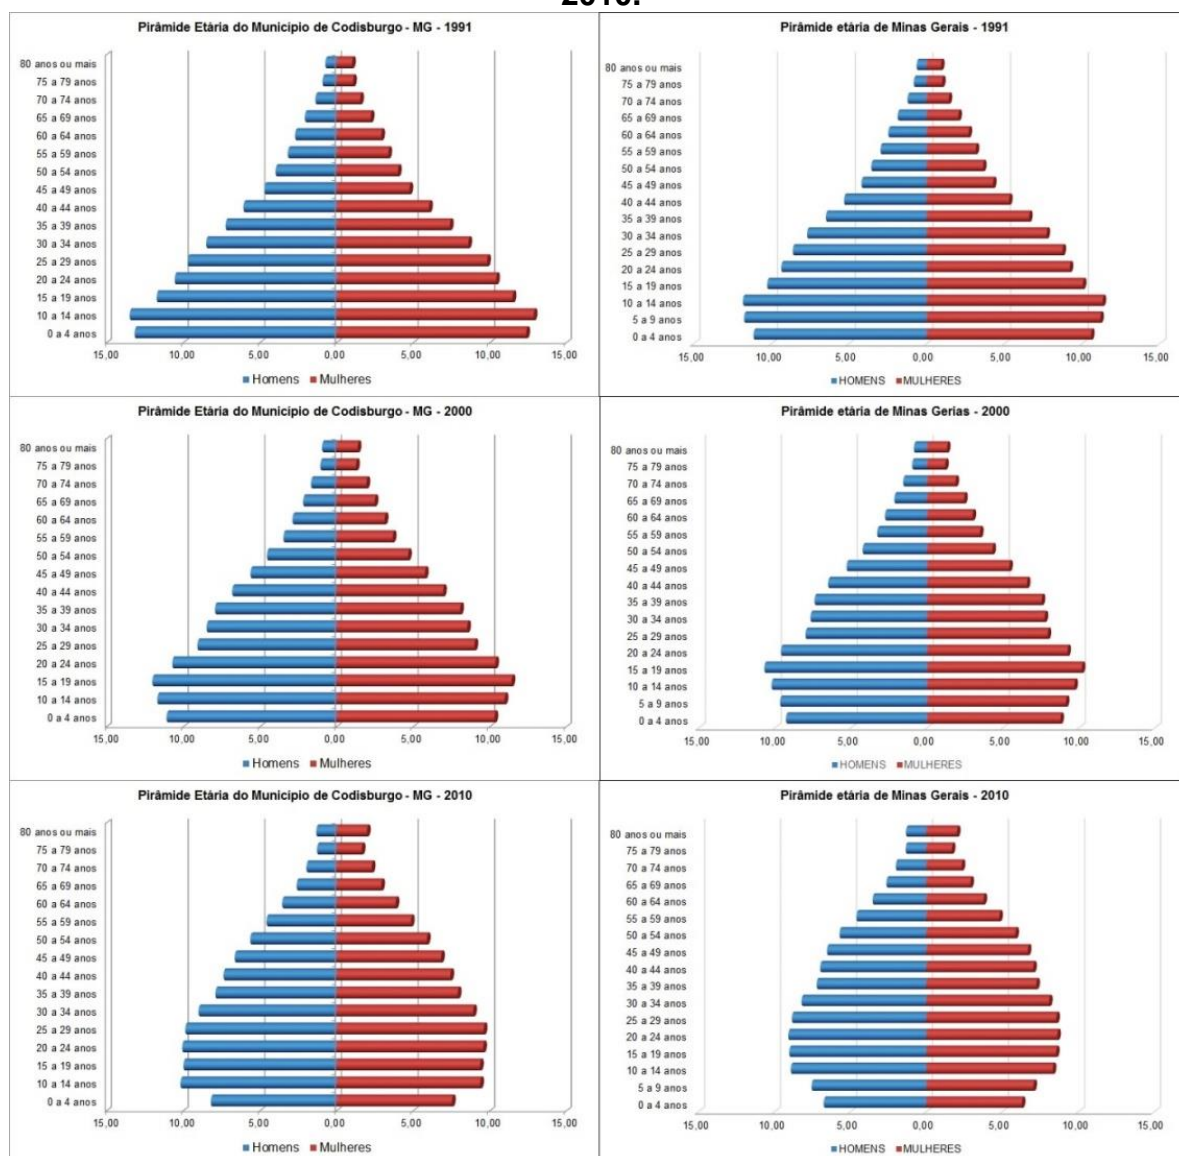 2010.
Pirâmide Etária do Município de Codisburgo - MG - 1991
80 anos ou mais
75 a 79 anos
70 a 74 anos
65 a 69 anos
60 a 64 anos
55 a 59 anos
50 a 54 anos
45 a 49 anos
40 a 44 anos
35 a 39 anos
30 a 34 anos
25 a 29 anos
20 a 24 anos
15 a 19 anos
10 a 14 anos
0 a 4 anos
15,00 10,00 5,00 0,00 5,00 10,00 15,00
Homens Mulheres
Pirâmide etária de Minas Gerais - 1991
80 anos ou mais
75 a 79 anos
70 a 74 anos
65 a 69 anos
60 a 64 anos
55 a 59 anos
50 a 54 anos
45 a 49 anos
40 a 44 anos
35 a 39 anos
30 a 34 anos
25 a 29 anos
20 a 24 anos
15 a 19 anos
10 a 14 anos
5 a 9 anos
0 a 4 anos
15,00 10,00 5,00 0,00 5,00 10,00 15,00
HOMENS MULHERES
Pirâmide Etária do Município de Codisburgo - MG - 2000
80 anos ou mais
75 a 79 anos
70 a 74 anos
65 a 69 anos
60 a 64 anos
55 a 59 anos
50 a 54 anos
45 a 49 anos
40 a 44 anos
35 a 39 anos
30 a 34 anos
25 a 29 anos
20 a 24 anos
15 a 19 anos
10 a 14 anos
0 a 4 anos
15,00 10,00 5,00 0,00 5,00 10,00 15,00
Homens Mulheres
Pirâmide etária de Minas Gerias - 2000
80 anos ou mais
75 a 79 anos
70 a 74 anos
65 a 69 anos
60 a 64 anos
55 a 59 anos
50 a 54 anos
45 a 49 anos
40 a 44 anos
35 a 39 anos
30 a 34 anos
25 a 29 anos
20 a 24 anos
15 a 19 anos
10 a 14 anos
5 a 9 anos
0 a 4 anos
15,00 10,00 5,00 0,00 5,00 10,00 15,00
HOMENS MULHERES
Pirâmide Etária do Município de Codisburgo - MG - 2010
80 anos ou mais
75 a 79 anos
70 a 74 anos
65 a 69 anos
60 a 64 anos
55 a 59 anos
50 a 54 anos
45 a 49 anos
40 a 44 anos
35 a 39 anos
30 a 34 anos
25 a 29 anos
20 a 24 anos
15 a 19 anos
10 a 14 anos
0 a 4 anos
15,00 10,00 5,00 0,00 5,00 10,00 15,00
Homens Mulheres
Pirâmide etária de Minas Gerais - 2010
80 anos ou mais
75 a 79 anos
70 a 74 anos
65 a 69 anos
60 a 64 anos
55 a 59 anos
50 a 54 anos
45 a 49 anos
40 a 44 anos
35 a 39 anos
30 a 34 anos
25 a 29 anos
20 a 24 anos
15 a 19 anos
10 a 14 anos
5 a 9 anos
0 a 4 anos
15,00 10,00 5,00 0,00 5,00 10,00 15,00
HOMENS MULHERES